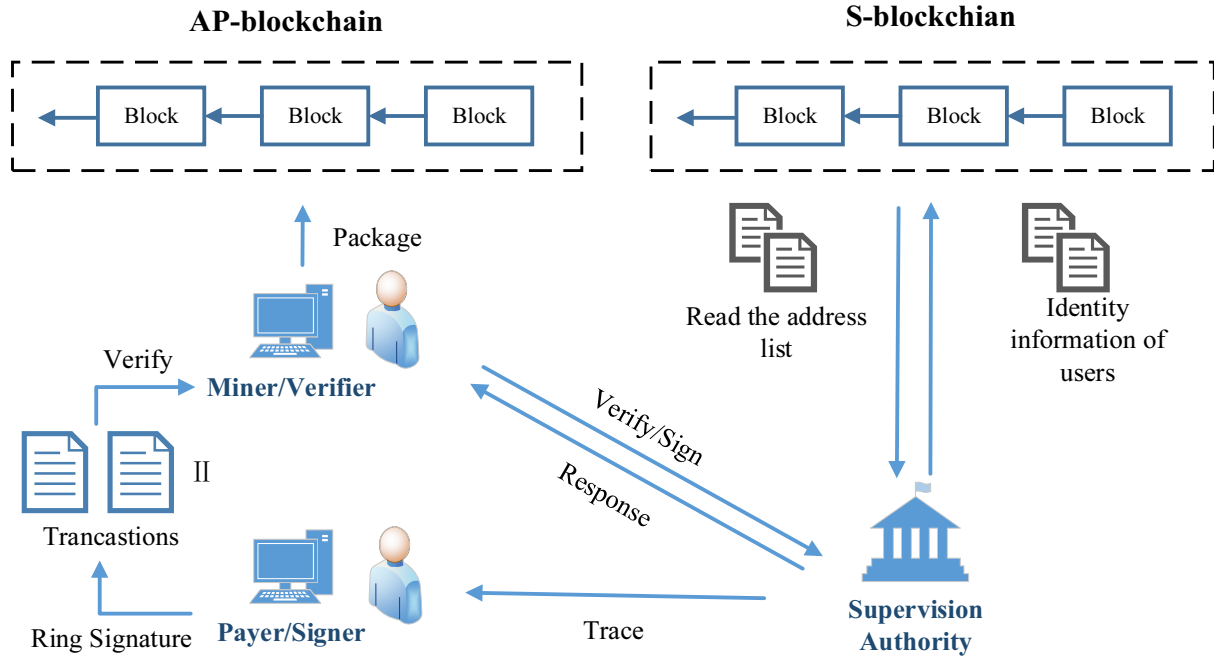 AP-blockchain
S-blockchian
Block
Block
Block
Block
Block
Block
Package
Read the address
list
Identity
information of
users
Verify
Miner/Verifier
Verify/Sign
Response
II
Trancastions
Ring Signature
Payer/Signer
Trace
Supervision
Authority